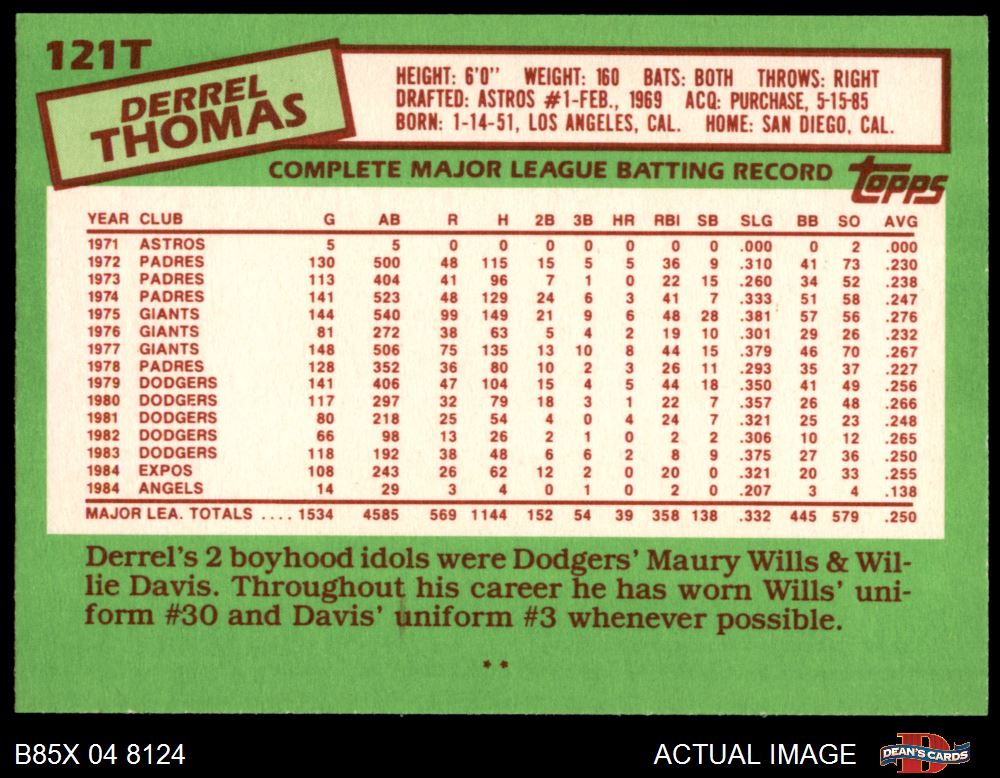 121T
DERREL
THOMAS
HEIGHT: 6'0" WEIGHT: 160 BATS: BOTH THROWS: RIGHT
DRAFTED: ASTROS #1-FEB., 1969 ACQ: PURCHASE, 5-15-85
BORN: 1-14-51, LOS ANGELES, CAL. HOME: SAN DIEGO, CAL.
COMPLETE MAJOR LEAGUE BATTING RECORD
topps
YEAR CLUB G AB R H 2B 3B HR RBI SB SLG BB SO AVG
1971 ASTROS 5 5 0 0 0 0 0 0 0 .000 0 2 .000
1972 PADRES 130 500 48 115 15 5 5 36 9 .310 41 73 .230
1973 PADRES 113 404 41 96 7 1 0 22 15 .260 34 52 .238
1974 PADRES 141 523 48 129 24 6 3 41 7 .333 51 58 .247
1975 GIANTS 144 540 99 149 21 9 6 48 28 .381 57 56 .276
1976 GIANTS 81 272 38 63 5 4 2 19 10 .301 29 26 .232
1977 GIANTS 148 506 75 135 13 10 8 44 15 .379 46 70 .267
1978 PADRES 128 352 36 80 10 2 3 26 11 .293 35 37 .227
1979 DODGERS 141 406 47 104 15 4 5 44 18 .350 41 49 .256
1980 DODGERS 117 297 32 79 18 3 1 22 7 .357 26 48 .266
1981 DODGERS 80 218 25 54 4 0 4 24 7 .321 25 23 .248
1982 DODGERS 66 98 13 26 2 1 0 2 2 .306 10 12 .265
1983 DODGERS 118 192 38 48 6 6 2 8 9 .375 27 36 .250
1984 EXPOS 108 243 26 62 12 2 0 20 0 .321 20 33 .255
1984 ANGELS 14 29 3 4 0 1 0 2 0 .207 3 4 .138
MAJOR LEA. TOTALS .... 1534 4585 569 1144 152 54 39 358 138 .332 445 579 .250
Derrel's 2 boyhood idols were Dodgers' Maury Wills & Wil-
lie Davis. Throughout his career he has worn Wills' uni-
form #30 and Davis' uniform #3 whenever possible.
**
B85X 04 8124
ACTUAL IMAGE
DEAN'S CARDS